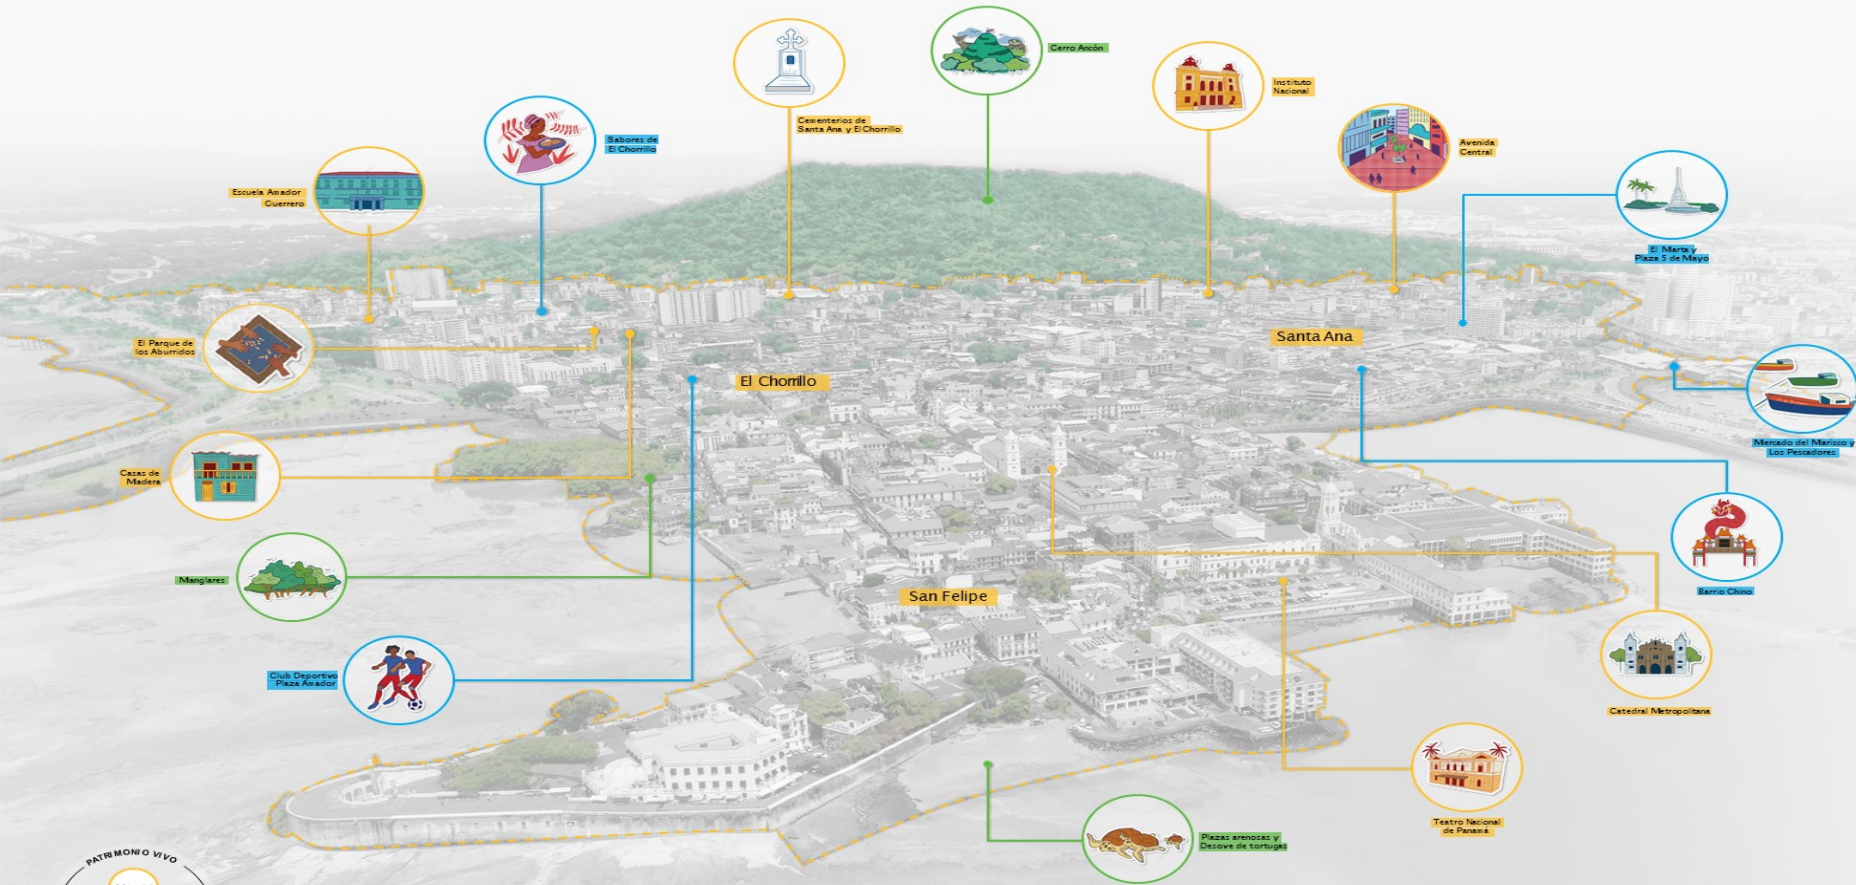 Cerro Ancón
Instituto
Nacional
Cementerios de
Santa Ana y El Chorrillo
Sabores de
El Chorrillo
Avenida
Central
Escuela Amador
Guerrero
El Marta y
Plaza 5 de Mayo
El Parque de
los Aburridos
Santa Ana
El Chorrillo
Mercado del Marisco y
Los Pescadores
Casas de
Madera
Manglares
Barrio Chino
San Felipe
Club Deportivo
Plaza Amador
Catedral Metropolitana
Teatro Nacional
de Panamá
Plazas arenosas y
Desove de tortugas
PATRIMONIO VIVO